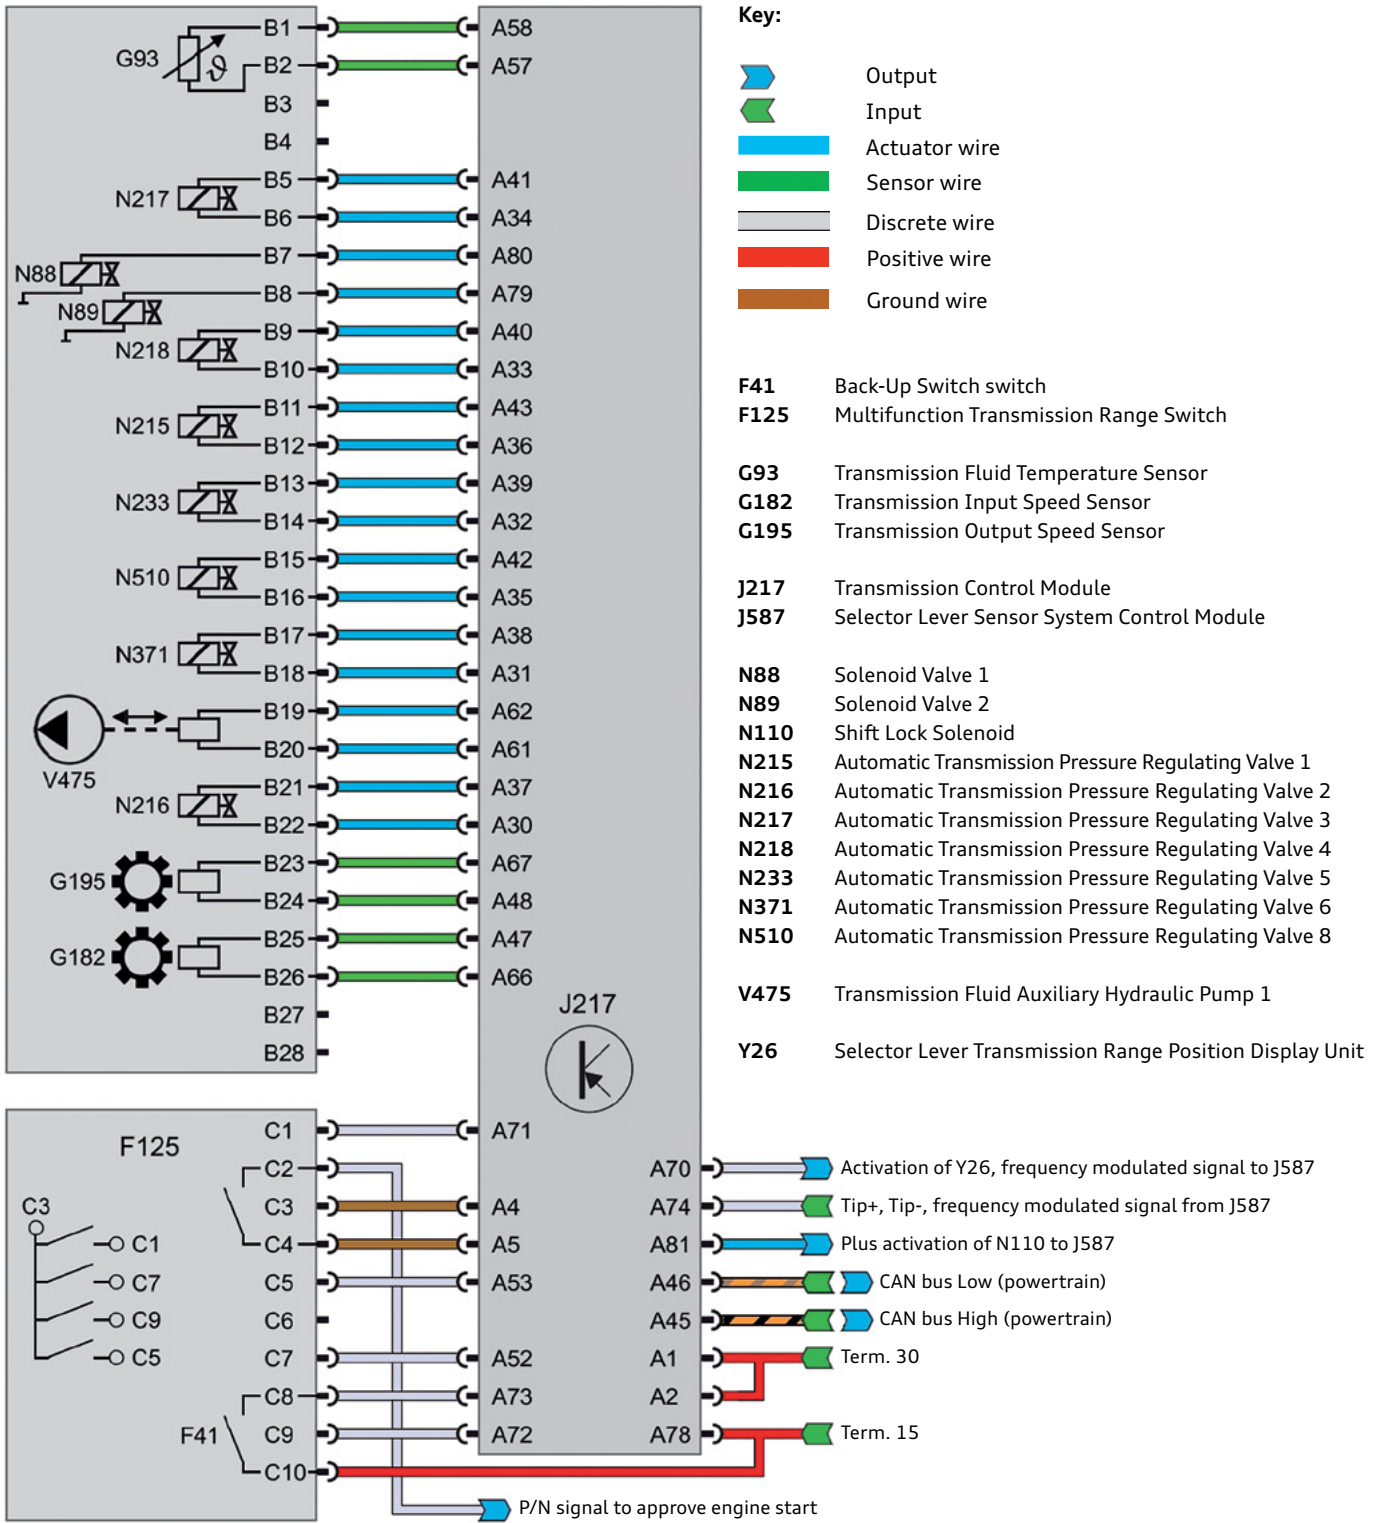 G93
B1
A58
B2
A57
B3
B4
N217
B5
A41
B6
A34
N88
B7
A80
N89
B8
A79
N218
B9
A40
B10
A33
N215
B11
A43
B12
A36
N233
B13
A39
B14
A32
N510
B15
A42
B16
A35
N371
B17
A38
B18
A31
V475
B19
A62
B20
A61
N216
B21
A37
B22
A30
G195
B23
A67
B24
A48
G182
B25
A47
B26
A66
B27
B28
J217
Key:
Output
Input
Actuator wire
Sensor wire
Discrete wire
Positive wire
Ground wire
F41 Back-Up Switch switch
F125 Multifunction Transmission Range Switch
G93 Transmission Fluid Temperature Sensor
G182 Transmission Input Speed Sensor
G195 Transmission Output Speed Sensor
J217 Transmission Control Module
J587 Selector Lever Sensor System Control Module
N88 Solenoid Valve 1
N89 Solenoid Valve 2
N110 Shift Lock Solenoid
N215 Automatic Transmission Pressure Regulating Valve 1
N216 Automatic Transmission Pressure Regulating Valve 2
N217 Automatic Transmission Pressure Regulating Valve 3
N218 Automatic Transmission Pressure Regulating Valve 4
N233 Automatic Transmission Pressure Regulating Valve 5
N371 Automatic Transmission Pressure Regulating Valve 6
N510 Automatic Transmission Pressure Regulating Valve 8
V475 Transmission Fluid Auxiliary Hydraulic Pump 1
Y26 Selector Lever Transmission Range Position Display Unit
F125
C3
C1
C7
C9
C5
F41
C1
A71
C2
C3
A4
C4
A5
C5
A53
C6
C7
A52
C8
A73
C9
A72
C10
A70 Activation of Y26, frequency modulated signal to J587
A74 Tip+, Tip-, frequency modulated signal from J587
A81 Plus activation of N110 to J587
A46 CAN bus Low (powertrain)
A45 CAN bus High (powertrain)
A1 Term. 30
A2
A78 Term. 15
P/N signal to approve engine start